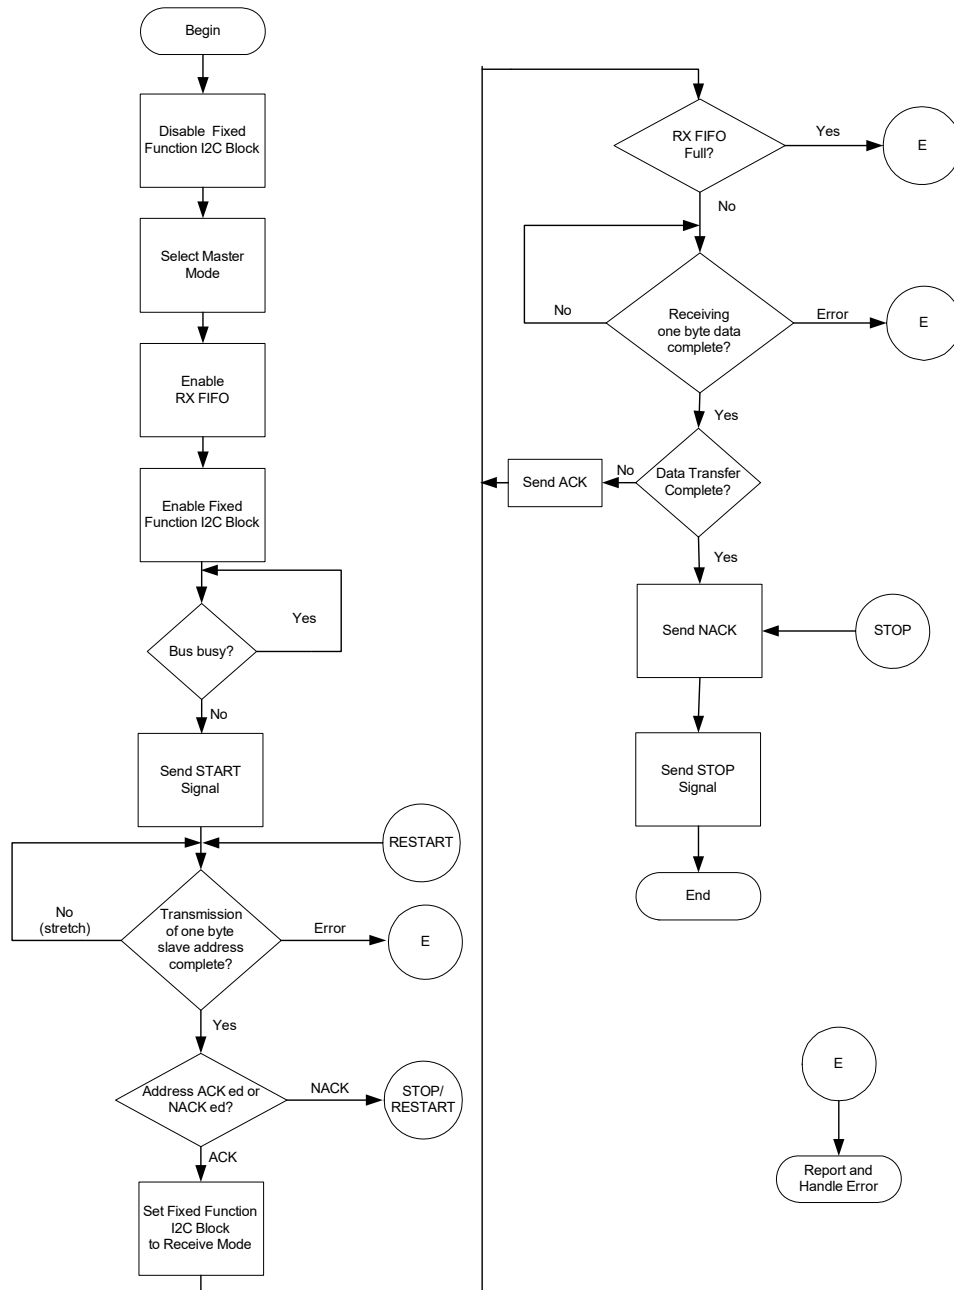 Begin
Disable Fixed
Function I2C Block
Select Master
Mode
Enable
RX FIFO
Enable Fixed
Function I2C Block
Yes
Bus busy?
No
Send START
Signal
RESTART
No
(stretch)
Transmission
of one byte
slave address
complete?
Error
E
Yes
Address ACK ed or
NACK ed?
NACK
STOP/
RESTART
ACK
Set Fixed Function
I2C Block
to Receive Mode
RX FIFO
Full?
Yes
E
No
Receiving
one byte data
complete?
No
Error
E
Yes
Data Transfer
Complete?
No
Send ACK
Yes
Send NACK
STOP
Send STOP
Signal
End
E
Report and
Handle Error